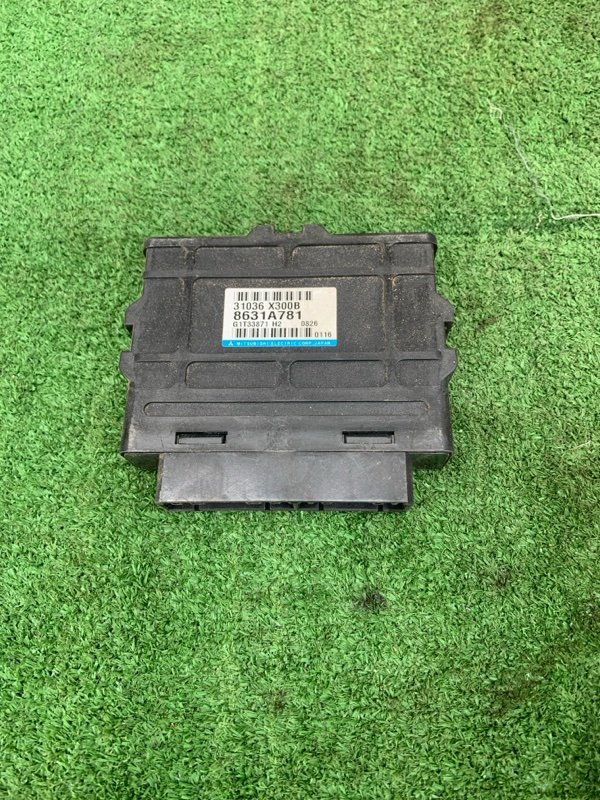 31036 X300B
8631A781
G1T33871 H2 0826
0116
MITSUBISHI ELECTRIC CORP. JAPAN